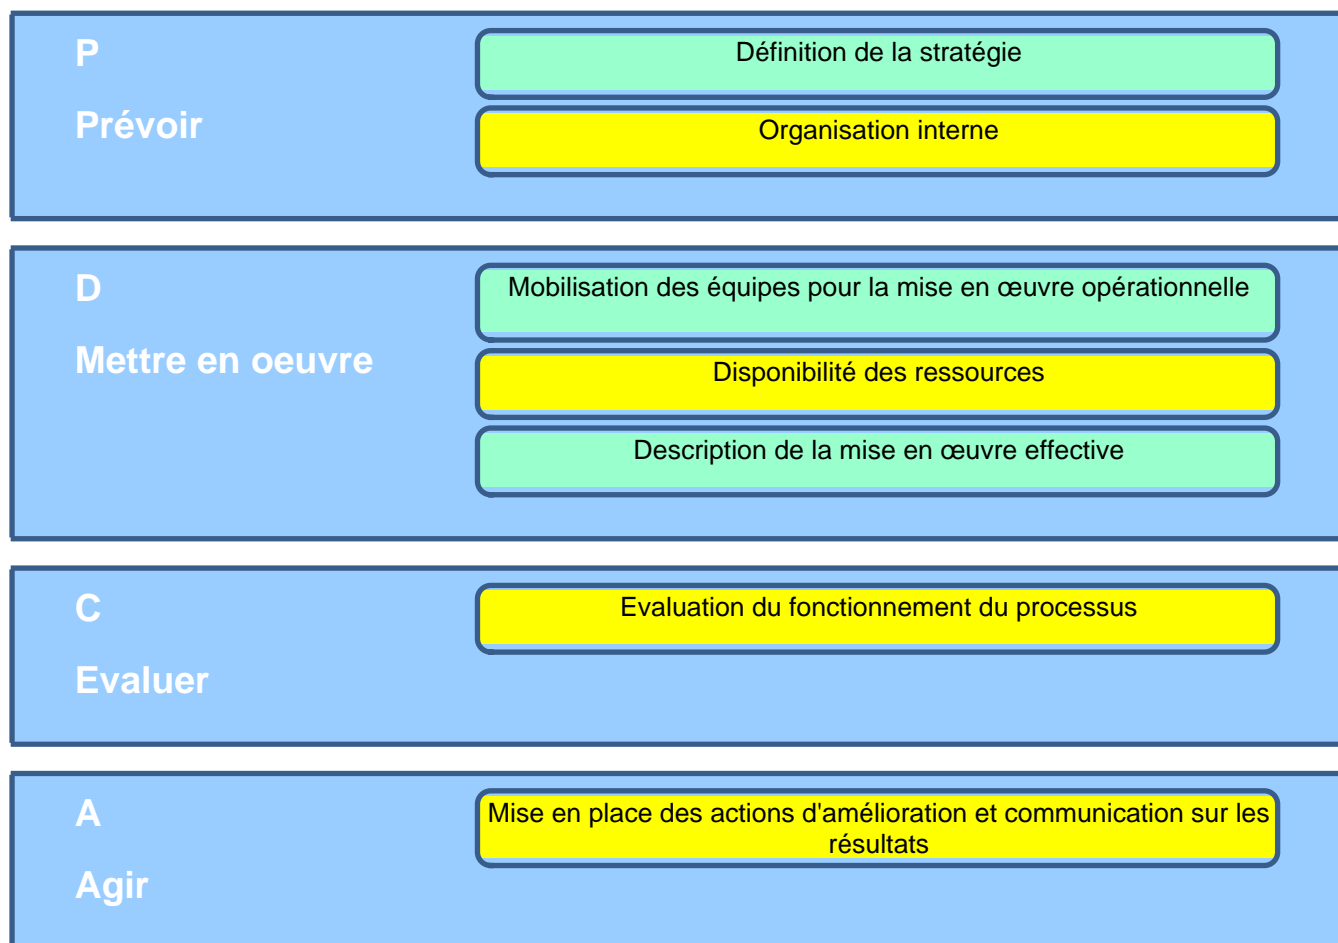 P
Prévoir
Définition de la stratégie
Organisation interne
D
Mettre en oeuvre
Mobilisation des équipes pour la mise en œuvre opérationnelle
Disponibilité des ressources
Description de la mise en œuvre effective
C
Evaluer
Evaluation du fonctionnement du processus
A
Agir
Mise en place des actions d'amélioration et communication sur les
résultats